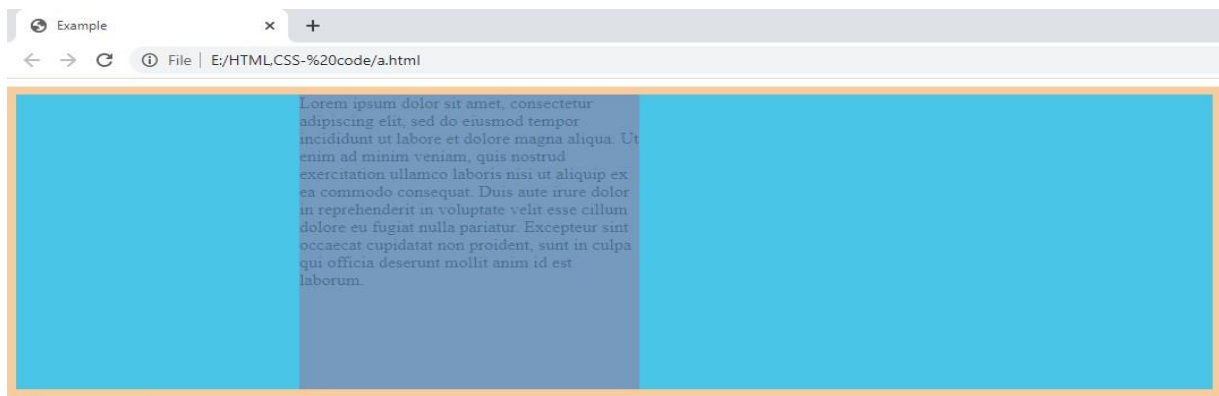 Example
File | E:/HTML,CSS-%20code/a.html
Lorem ipsum dolor sit amet, consectetur
adipiscing elit, sed do eiusmod tempor
incididunt ut labore et dolore magna aliqua. Ut
enim ad minim veniam, quis nostrud
exercitation ullamco laboris nisi ut aliquip ex
ea commodo consequat. Duis aute irure dolor
in reprehenderit in voluptate velit esse cillum
dolore eu fugiat nulla pariatur. Excepteur sint
occaecat cupidatat non proident, sunt in culpa
qui officia deserunt mollit anim id est
laborum.